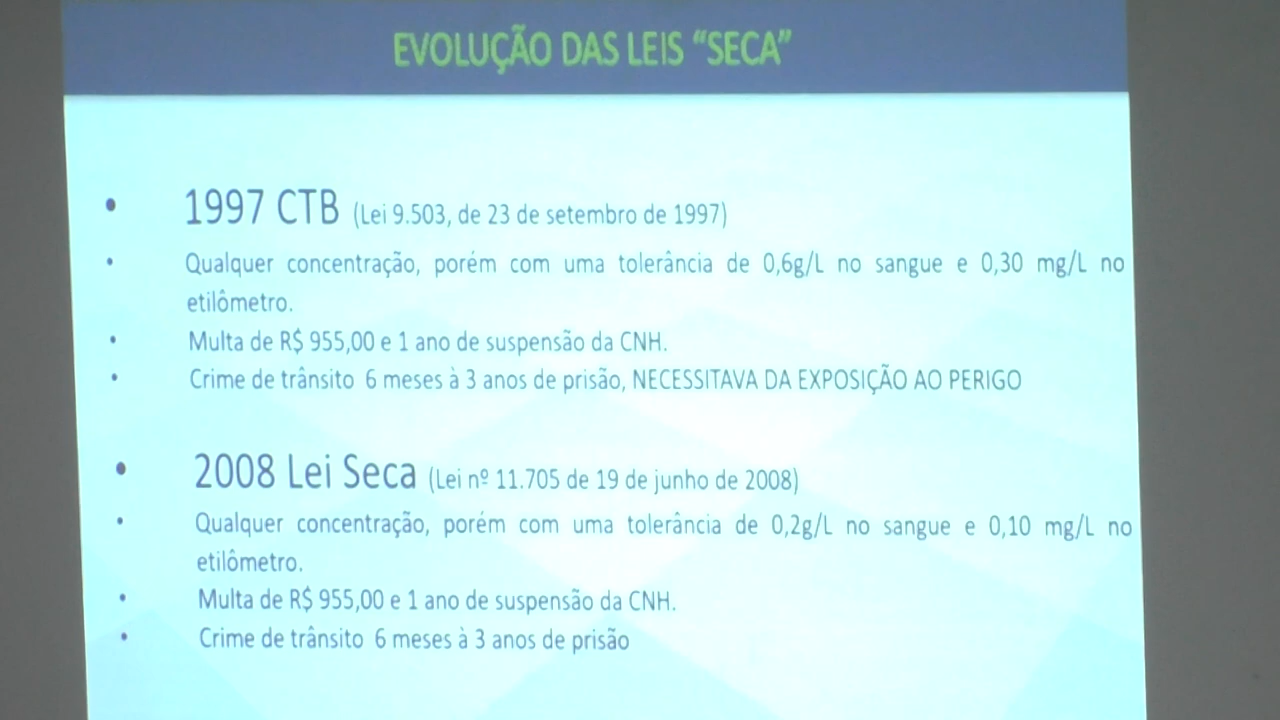 EVOLUÇÃO DAS LEIS “SECA”
• 1997 CTB (Lei 9.503, de 23 de setembro de 1997)
• Qualquer concentração, porém com uma tolerância de 0,6g/L no sangue e 0,30 mg/L no
etilômetro.
• Multa de R$ 955,00 e 1 ano de suspensão da CNH.
• Crime de trânsito 6 meses à 3 anos de prisão, NECESSITAVA DA EXPOSIÇÃO AO PERIGO
• 2008 Lei Seca (Lei nº 11.705 de 19 de junho de 2008)
• Qualquer concentração, porém com uma tolerância de 0,2g/L no sangue e 0,10 mg/L no
etilômetro.
• Multa de R$ 955,00 e 1 ano de suspensão da CNH.
• Crime de trânsito 6 meses à 3 anos de prisão